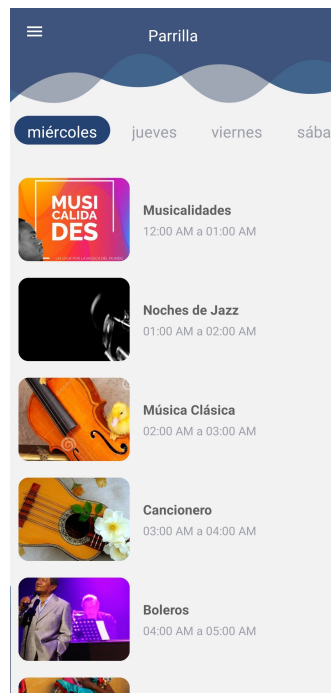 Parrilla
miércoles jueves viernes sába
MUSI
CALIDA
DES
Musicalidades
12:00 AM a 01:00 AM
Noches de Jazz
01:00 AM a 02:00 AM
Música Clásica
02:00 AM a 03:00 AM
Cancionero
03:00 AM a 04:00 AM
Boleros
04:00 AM a 05:00 AM